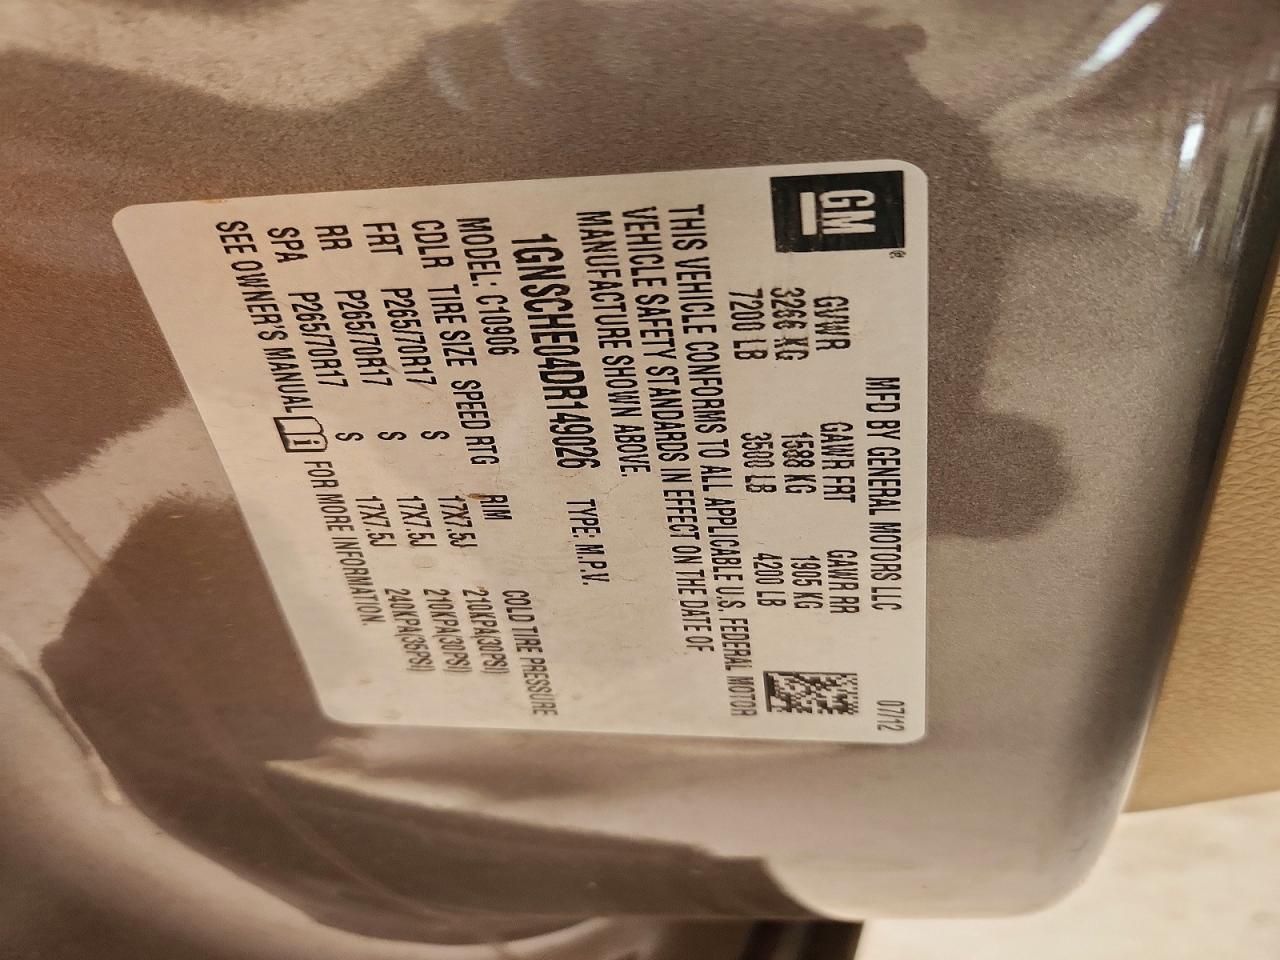 GM
MFD BY GENERAL MOTORS LLC 07/12
GVWR GAWR FRT GAWR RR
3266 KG 1588 KG 1905 KG
7200 LB 3500 LB 4200 LB
THIS VEHICLE CONFORMS TO ALL APPLICABLE U.S. FEDERAL MOTOR
VEHICLE SAFETY STANDARDS IN EFFECT ON THE DATE OF
MANUFACTURE SHOWN ABOVE.
1GNSCHE04DR149026 TYPE: M.P.V.
MODEL: C10906
CDLR TIRE SIZE SPEED RTG RIM COLD TIRE PRESSURE
FRT P265/70R17 S 17X7.5J 210KPA(30PSI)
RR P265/70R17 S 17X7.5J 210KPA(30PSI)
SPA P265/70R17 S 17X7.5J 240KPA(35PSI)
SEE OWNER'S MANUAL FOR MORE INFORMATION.